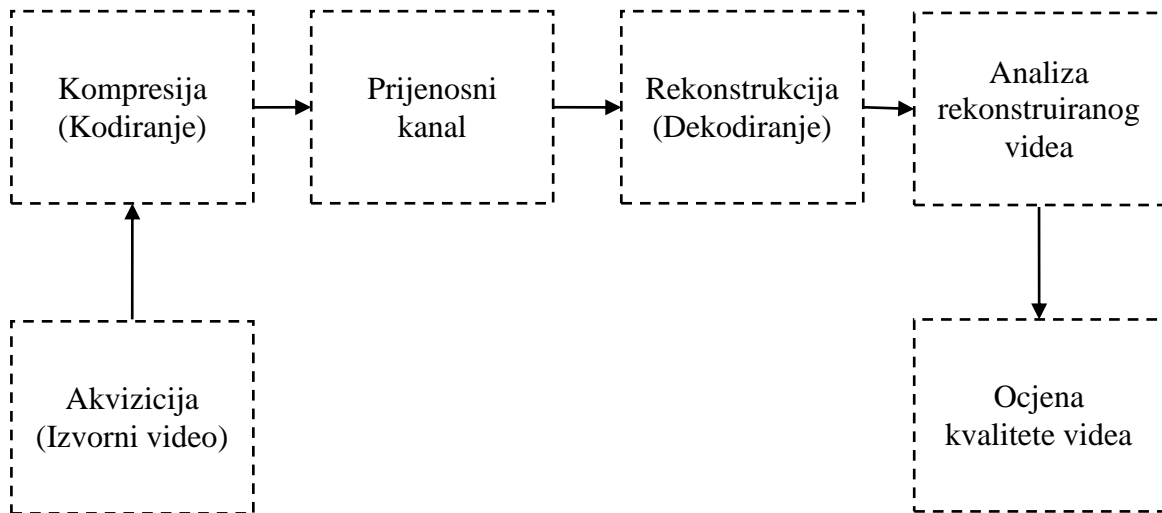 Kompresija
(Kodiranje)
Prijenosni
kanal
Rekonstrukcija
(Dekodiranje)
Analiza
rekonstruiranog
videa
Akvizicija
(Izvorni video)
Ocjena
kvalitete videa